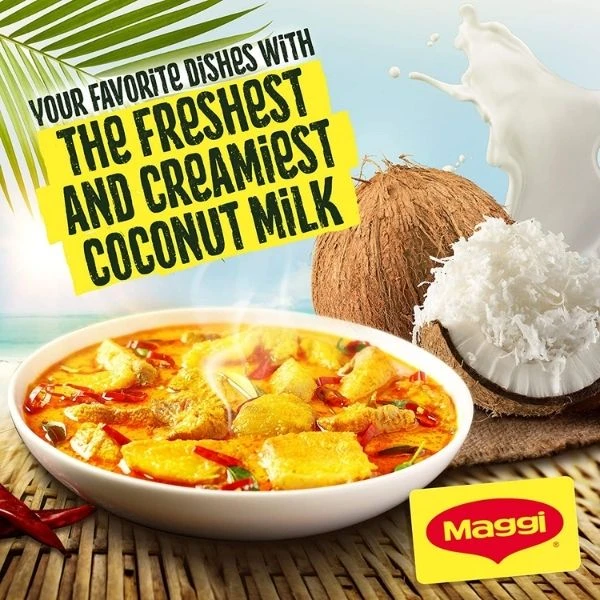 YOUR FAVORITE DISHES WITH
THE FRESHEST
AND CREAMIEST
COCONUT MILK
Maggi
®